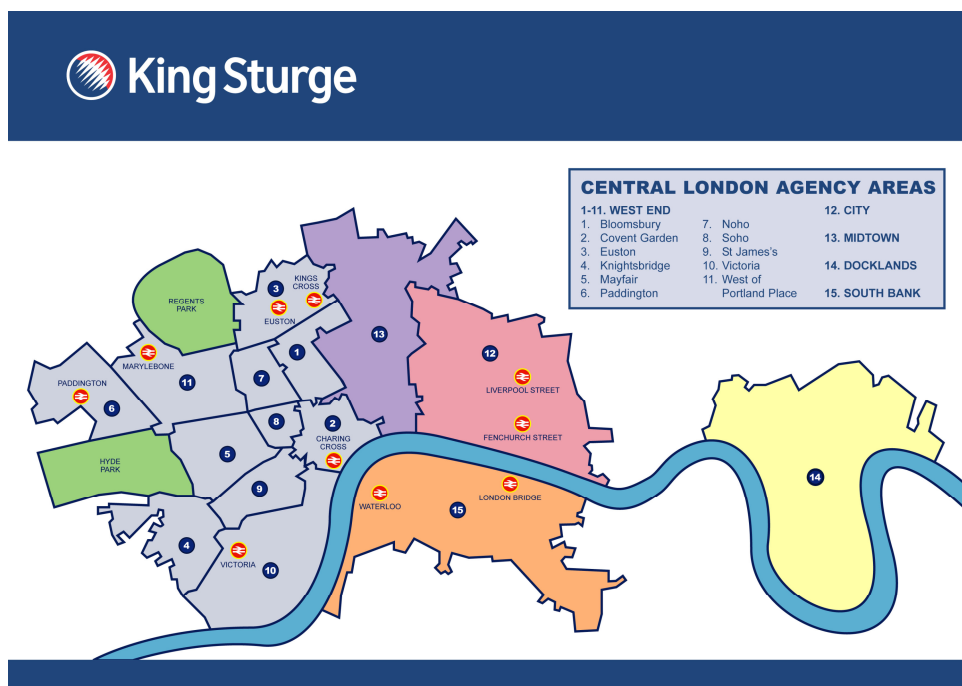 King Sturge
CENTRAL LONDON AGENCY AREAS
1-11. WEST END
1. Bloomsbury
2. Covent Garden
3. Euston
4. Knightsbridge
5. Mayfair
6. Paddington
7. Noho
8. Soho
9. St James's
10. Victoria
11. West of
Portland Place
12. CITY
13. MIDTOWN
14. DOCKLANDS
15. SOUTH BANK
KINGS
CROSS
3
EUSTON
REGENTS
PARK
13
1
12
MARYLEBONE
11
7
PADDINGTON
6
LIVERPOOL STREET
8
2
CHARING
CROSS
FENCHURCH STREET
5
HYDE
PARK
9
WATERLOO
LONDON BRIDGE
15
14
4
VICTORIA
10